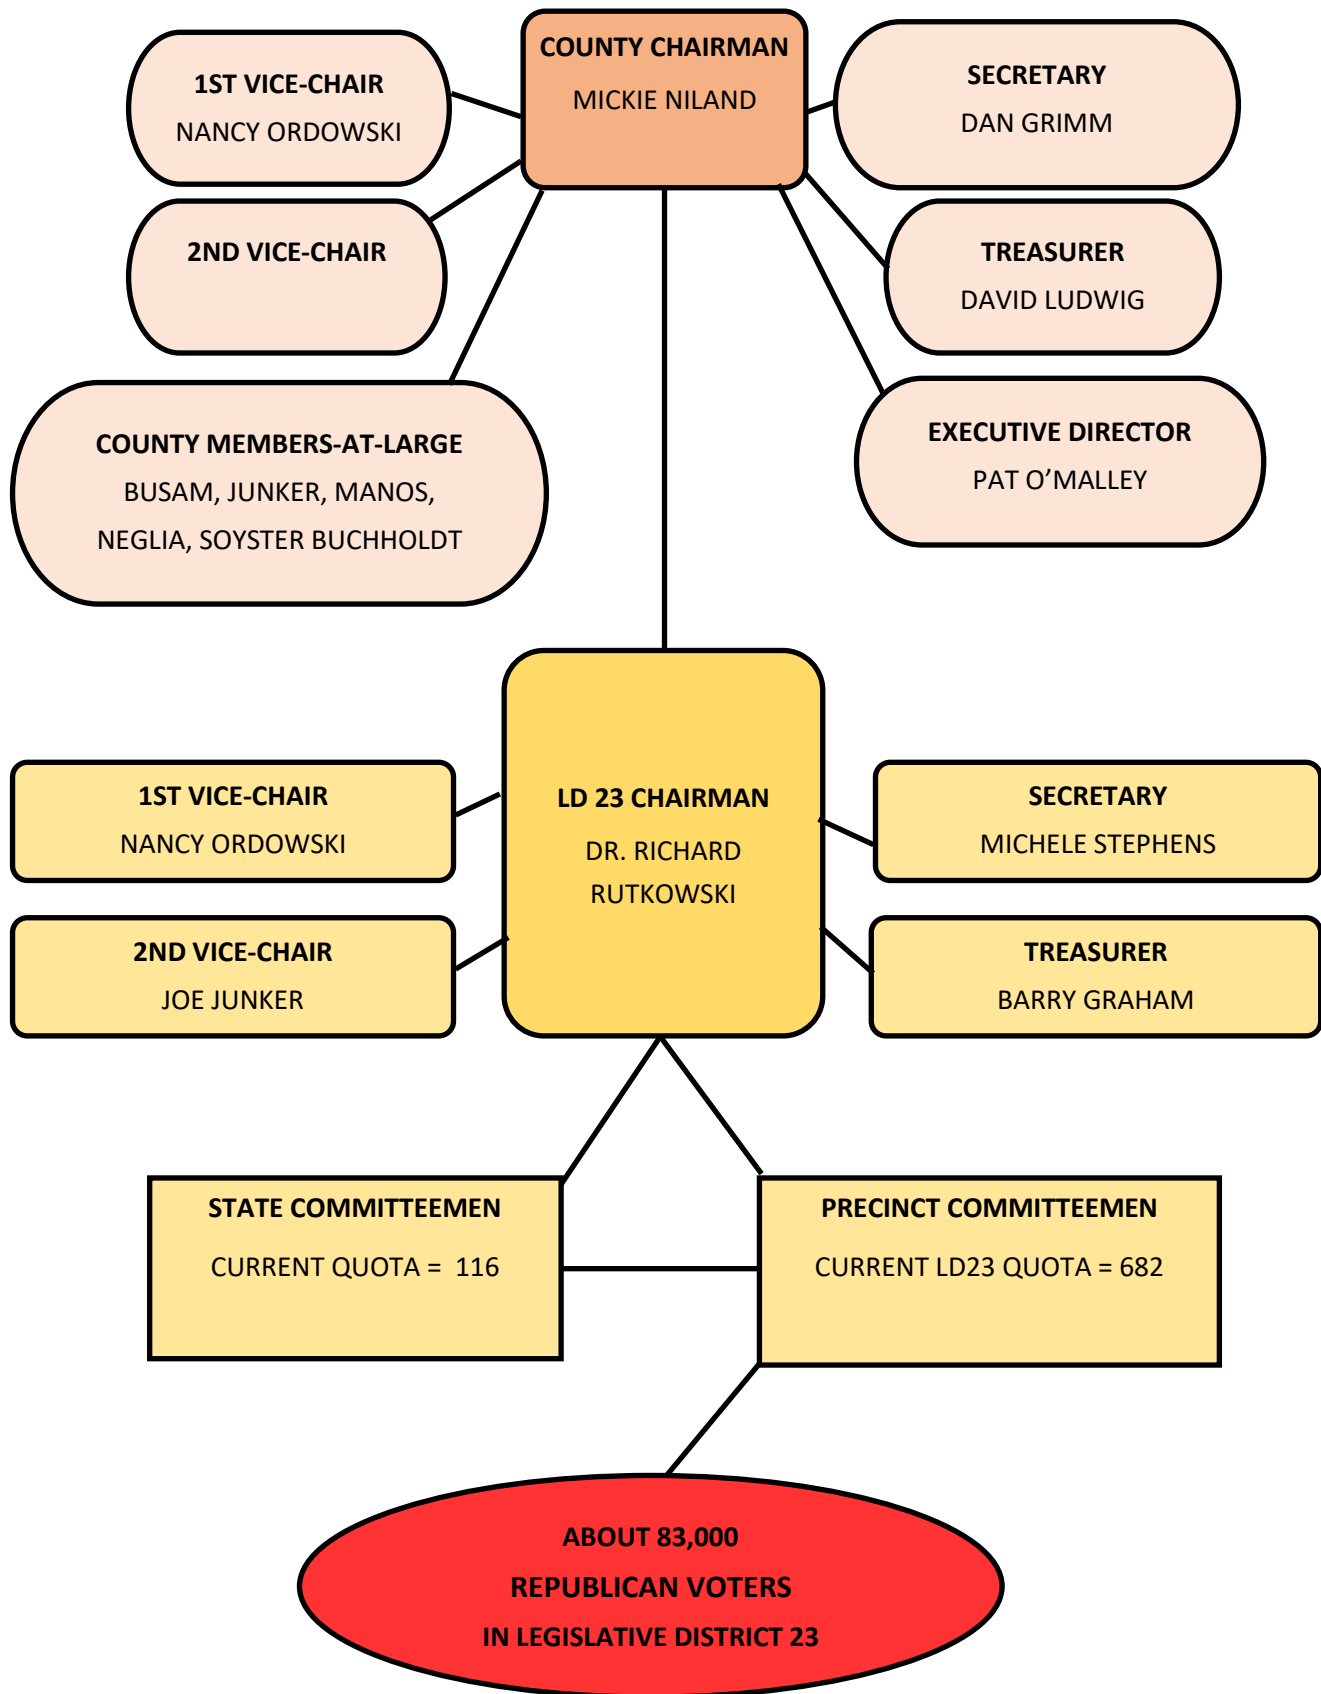 COUNTY CHAIRMAN
MICKIE NILAND
1ST VICE-CHAIR
NANCY ORDOWSKI
SECRETARY
DAN GRIMM
2ND VICE-CHAIR
TREASURER
DAVID LUDWIG
COUNTY MEMBERS-AT-LARGE
BUSAM, JUNKER, MANOS,
NEGLIA, SOYSTER BUCHHOLDT
EXECUTIVE DIRECTOR
PAT O’MALLEY
LD 23 CHAIRMAN
DR. RICHARD
RUTKOWSKI
1ST VICE-CHAIR
NANCY ORDOWSKI
SECRETARY
MICHELE STEPHENS
2ND VICE-CHAIR
JOE JUNKER
TREASURER
BARRY GRAHAM
STATE COMMITTEEMEN
CURRENT QUOTA = 116
PRECINCT COMMITTEEMEN
CURRENT LD23 QUOTA = 682
ABOUT 83,000
REPUBLICAN VOTERS
IN LEGISLATIVE DISTRICT 23